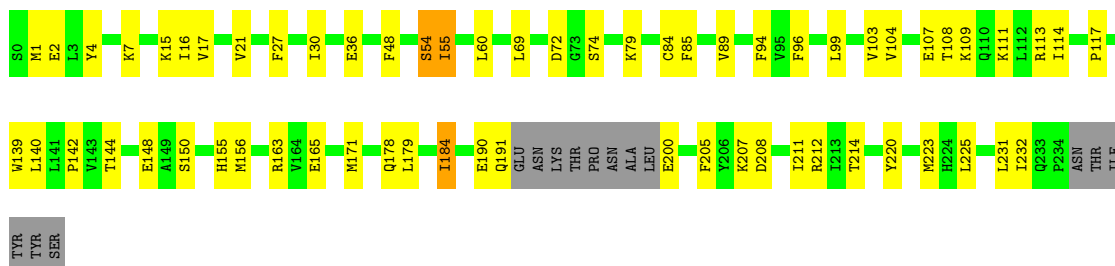 S0 M1 E2 L3 Y4 K7 K15 I16 V17 V21 F27 I30 E36 F48 S54 I55 L60 L69 D72 G73 S74 K79 C84 F85 V89 F94 V95 F96 L99 V103 V104 E107 T108 K109 Q110 K111 L112 R113 I114 P117
W139 L140 L141 P142 V143 T144 E148 A149 S150 H155 M156 R163 V164 E165 M171 Q178 L179 I184 E190 Q191 GLU ASN LYS THR PRO ASN ALA LEU E200 F205 Y206 K207 D208 I211 R212 I213 T214 Y220 M223 H224 L225 L231 I232 Q233 P234 ASN THR ILE
TYR TYR SER